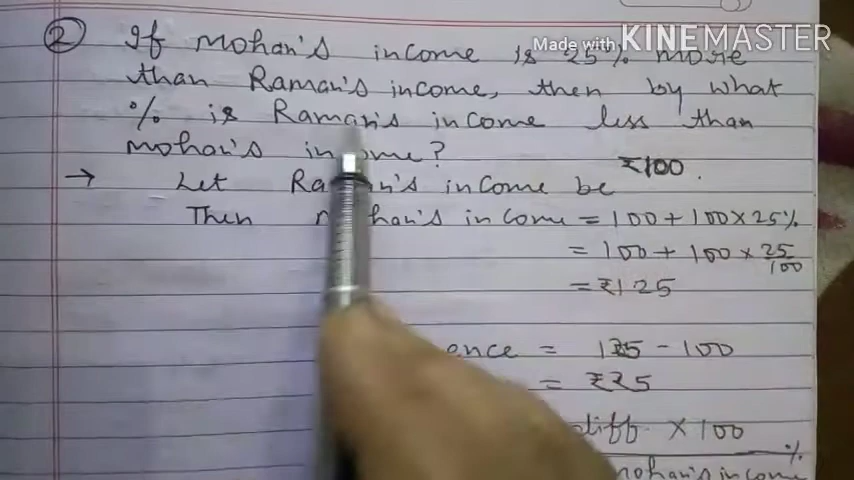 ② If Mohan's income is 25% more
Made with KINEMASTER
than Raman's income, then by what
% is Raman's income less than
Mohan's income?
→ Let Raman's income be ₹100.
Then Mohan's income = 100 + 100 × 25%
= 100 + 100 × 25/100
= ₹125
= 125 - 100
= ₹25
diff. × 100
%
mohan's income